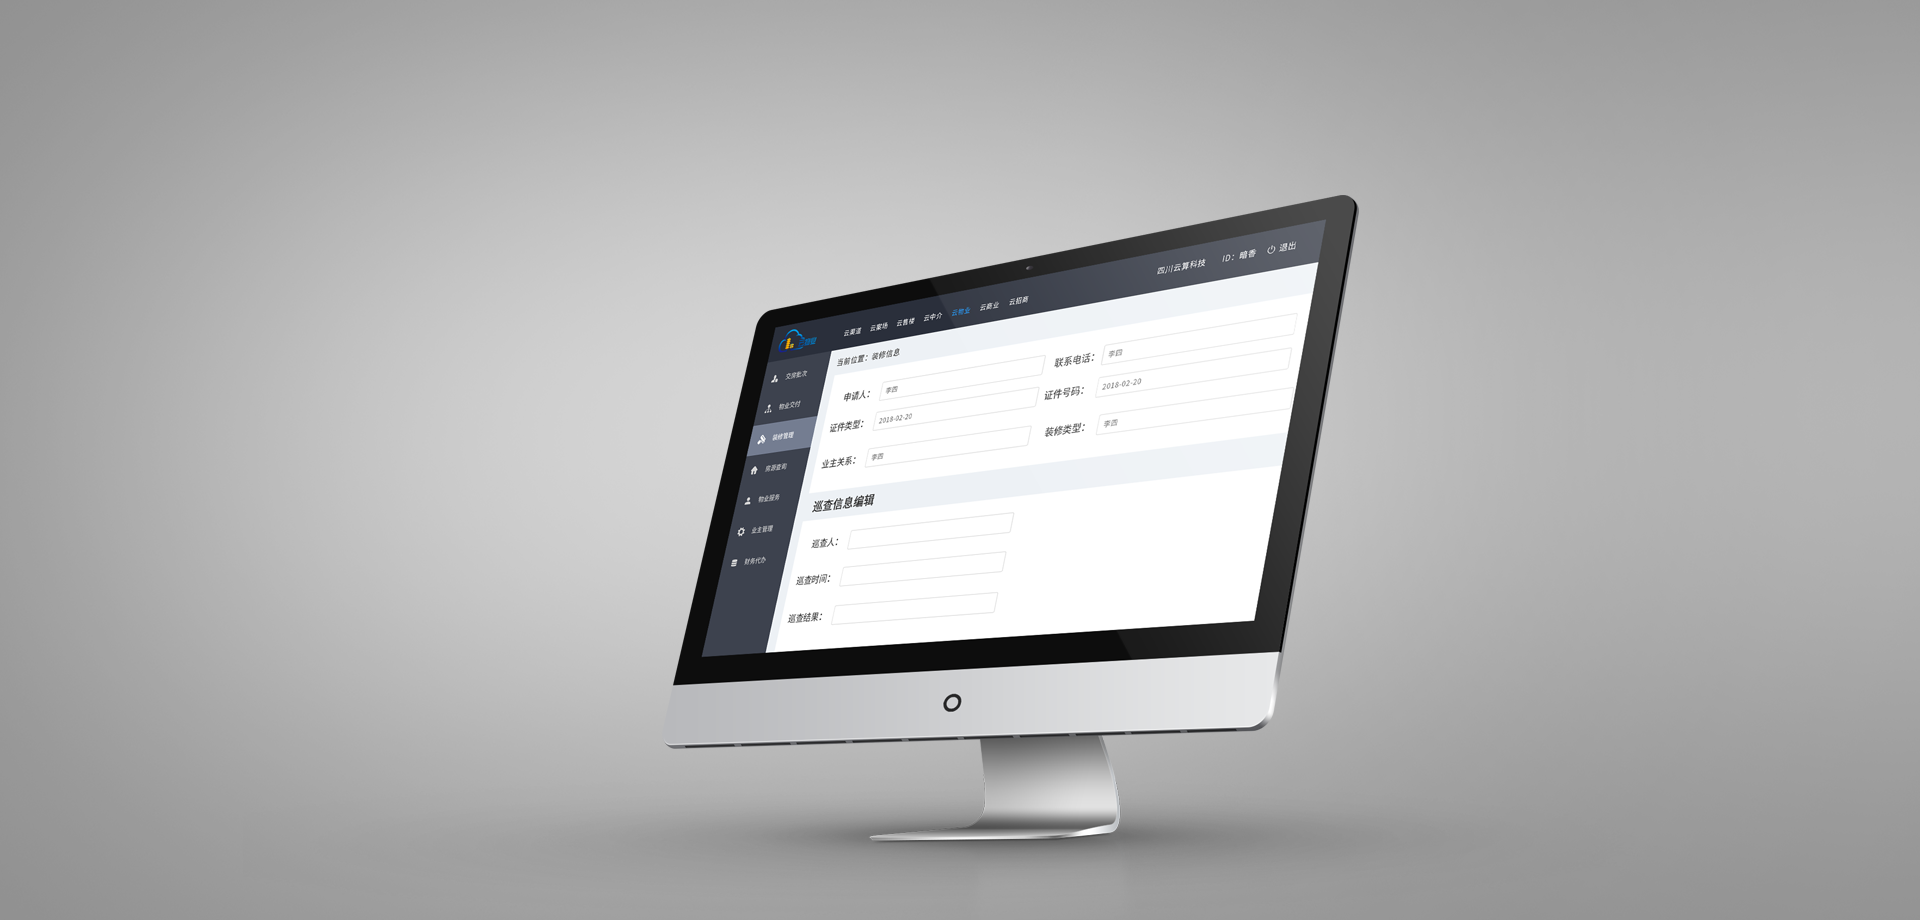 四川云算科技 ID：暗香 退出
云渠道 云案场 云售楼 云中介 云物业 云商业 云招商
当前位置：装修信息
交房批次
物业交付
装修管理
房源查询
物业服务
业主管理
财务代办
申请人： 李四
联系电话： 李四
证件类型： 2018-02-20
证件号码： 2018-02-20
业主关系： 李四
装修类型： 李四
巡查信息编辑
巡查人：
巡查时间：
巡查结果：